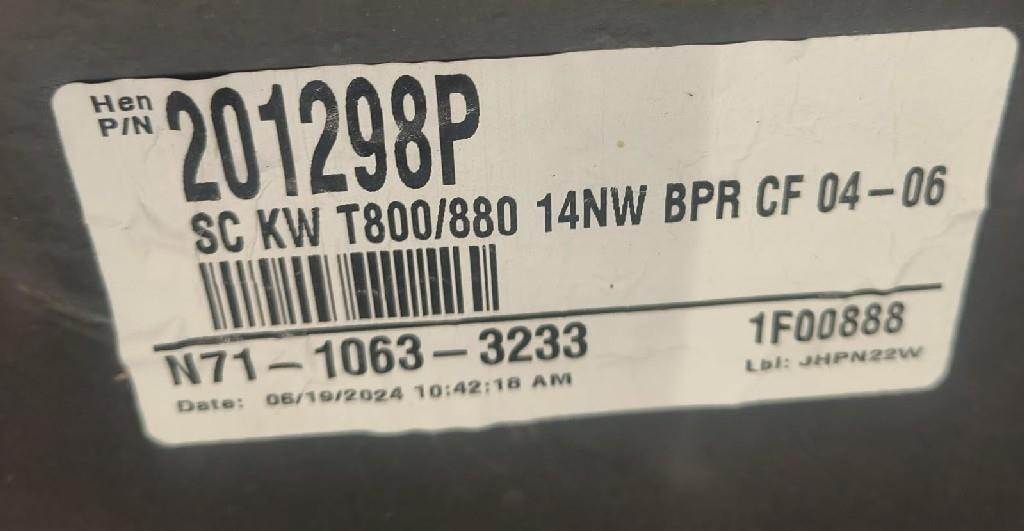 Hen
P/N 201298P
SC KW T800/880 14NW BPR CF 04-06
N71-1063-3233 1F00888
Date: 06/19/2024 10:42:18 AM Lbl: JHPN22W